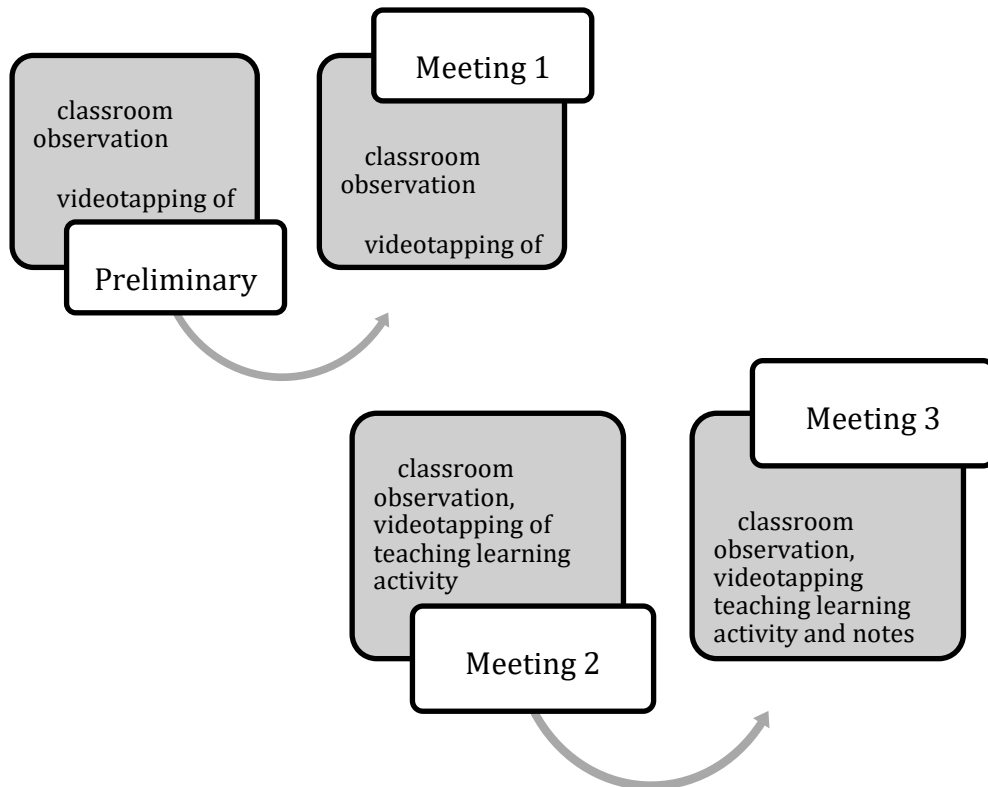 classroom
observation
videotapping of
Preliminary
Meeting 1
classroom
observation
videotapping of
classroom
observation,
videotapping of
teaching learning
activity
Meeting 2
Meeting 3
classroom
observation,
videotapping
teaching learning
activity and notes